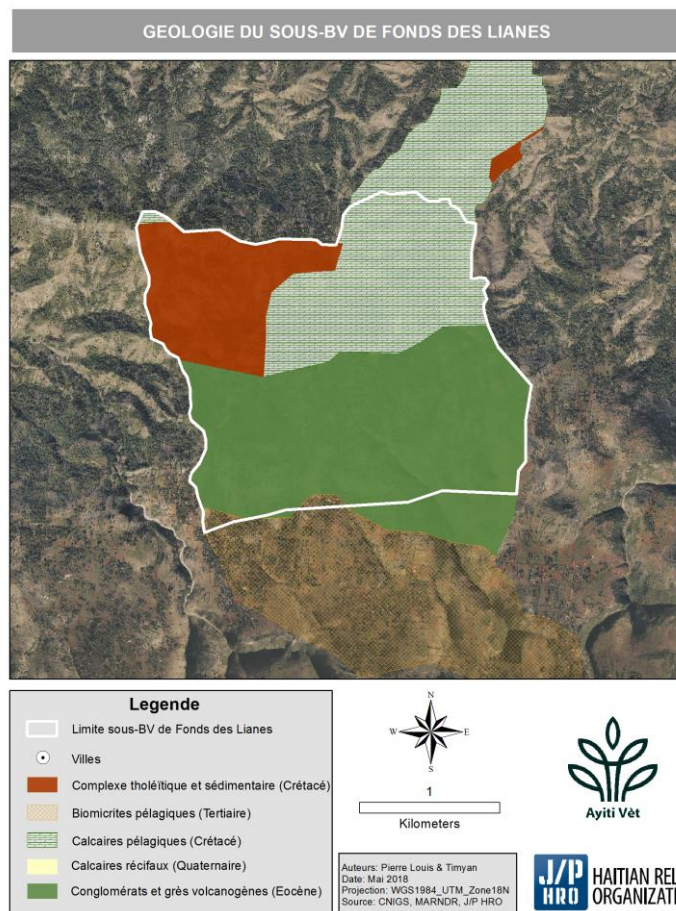 GEOLOGIE DU SOUS-BV DE FONDS DES LIANES
Legende
Limite sous-BV de Fonds des Lianes
Villes
Complexe tholéïtique et sédimentaire (Crétacé)
Biomicrites pélagiques (Tertiaire)
Calcaires pélagiques (Crétacé)
Calcaires récifaux (Quaternaire)
Conglomérats et grès volcanogènes (Eocène)
N
W E
S
1
Kilometers
Auteurs: Pierre Louis & Timyan
Date: Mai 2018
Projection: WGS1984_UTM_Zone18N
Source: CNIGS, MARNDR, J/P HRO
Ayiti Vèt
J/P
HRO
HAITIAN REL
ORGANIZATI